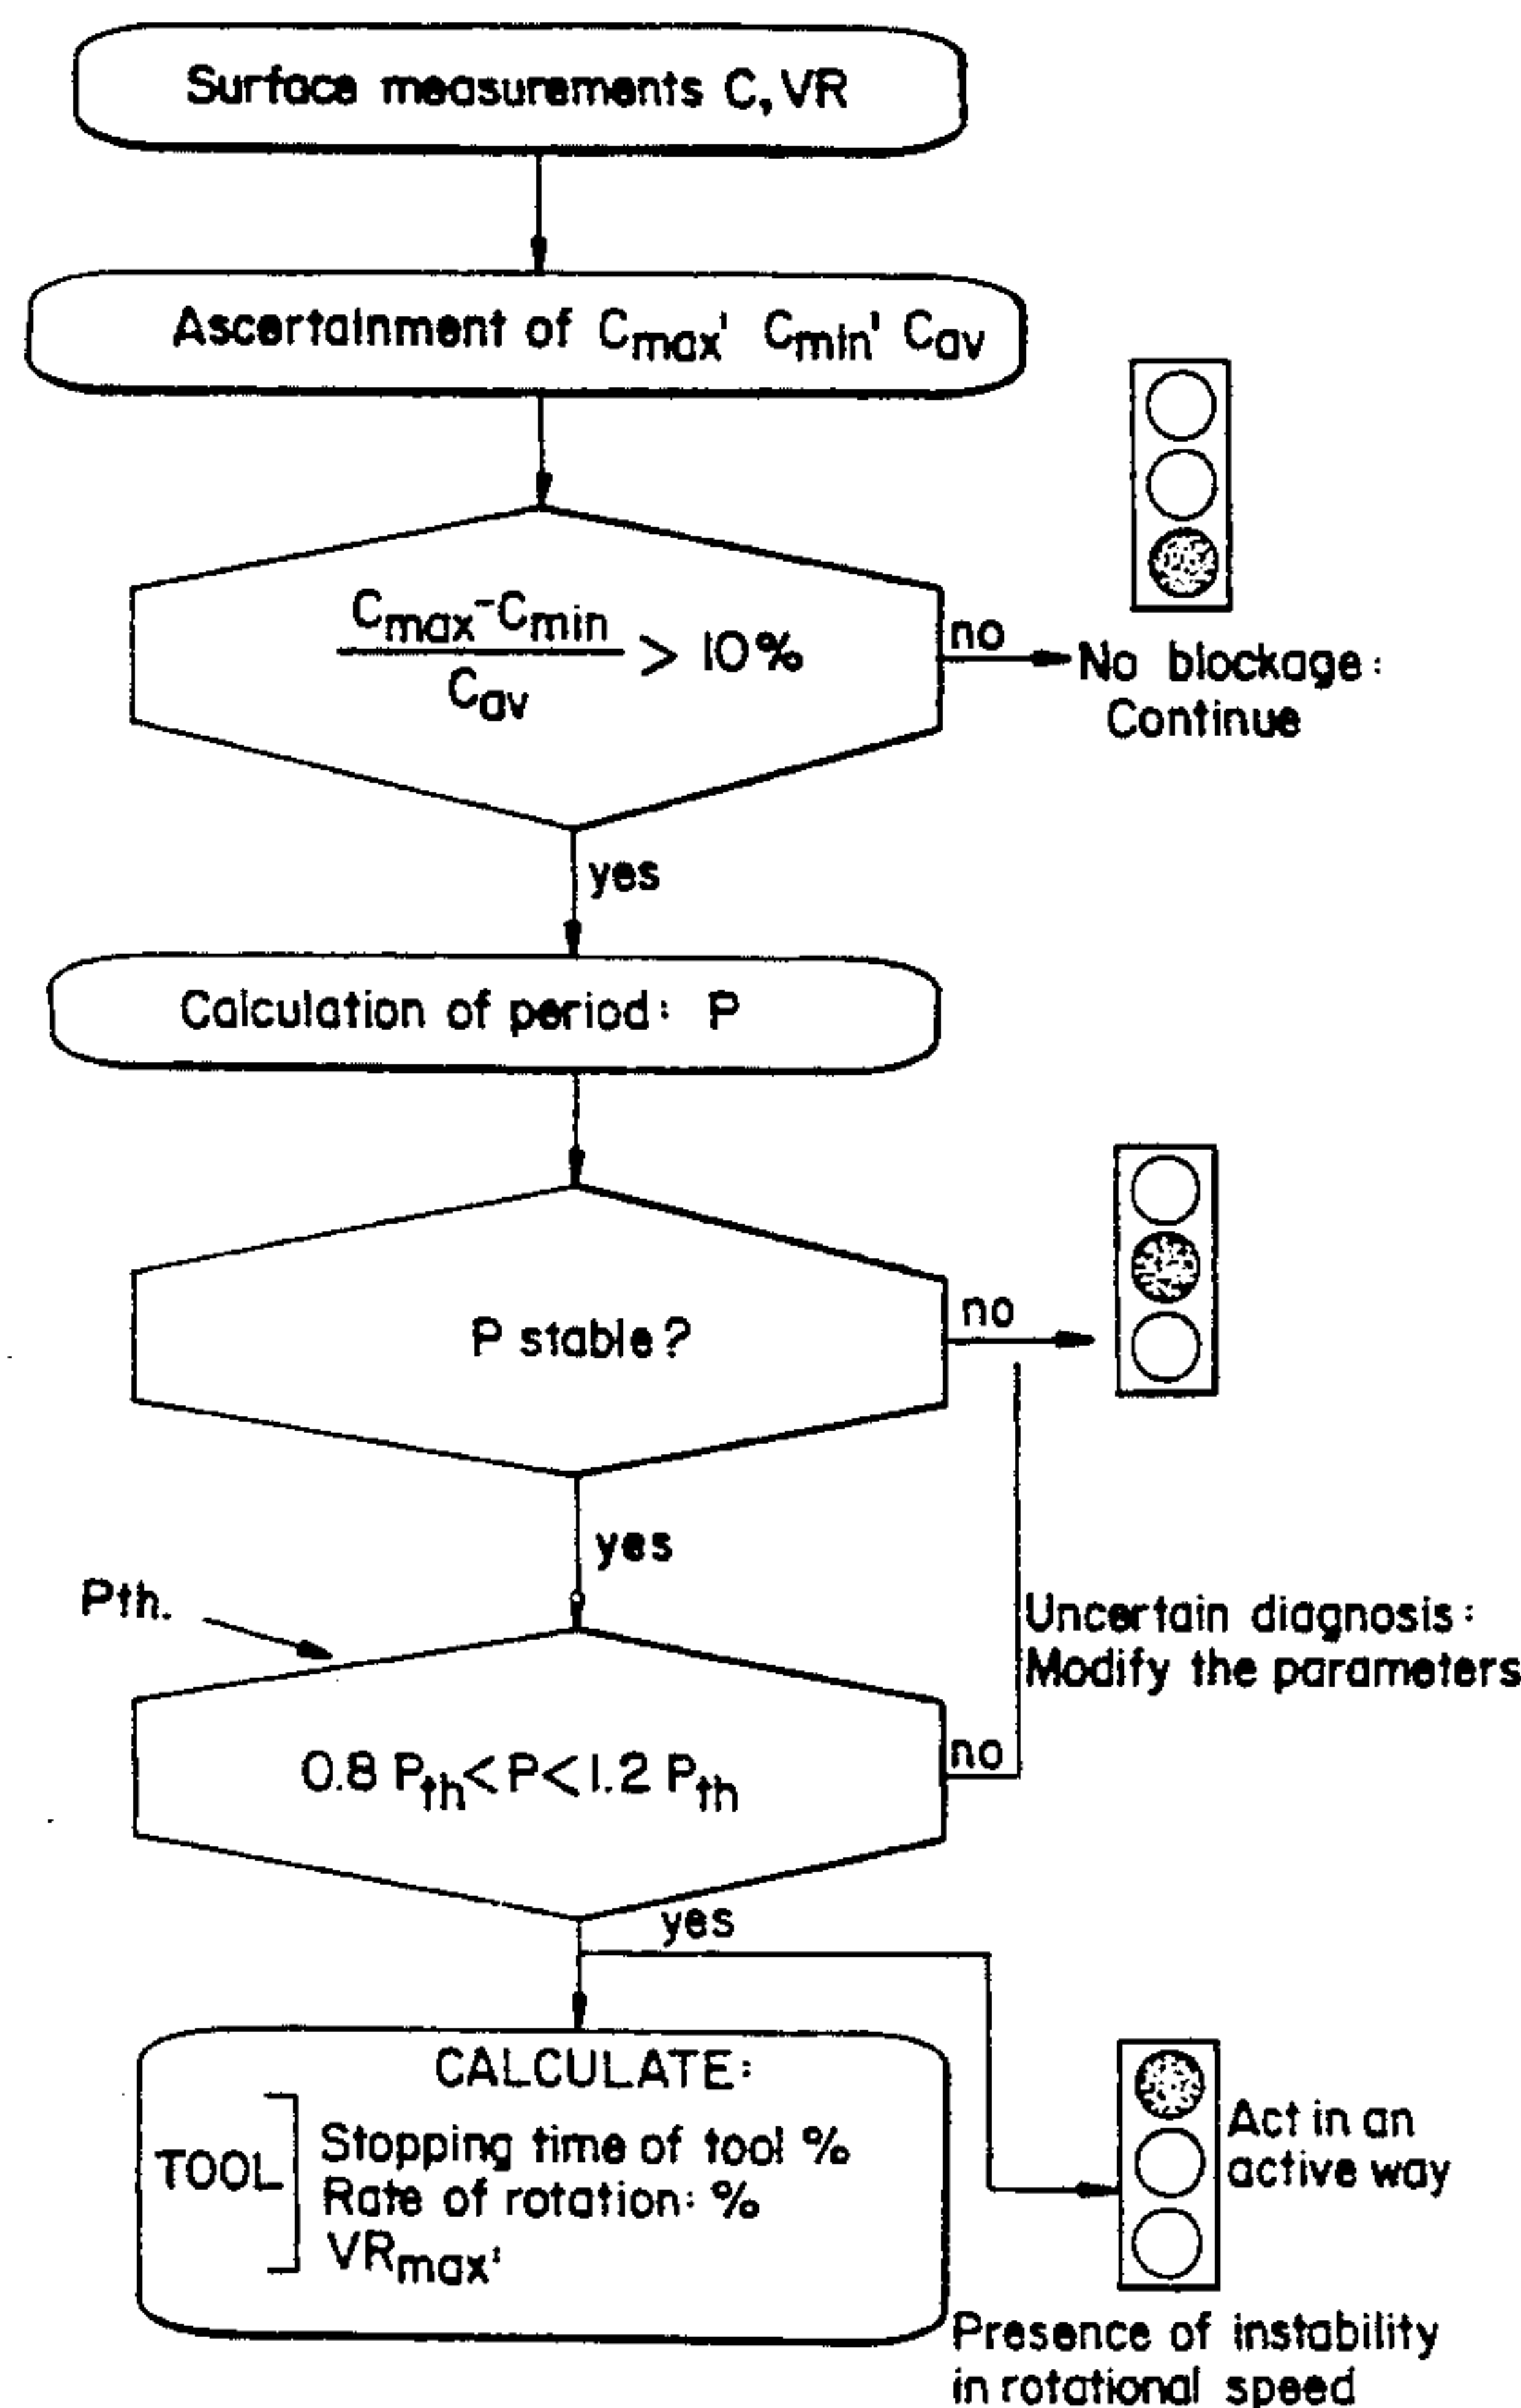 Surface measurements C, VR
Ascertainment of Cmax' Cmin' Cav
Cmax-Cmin
Cav
> 10%
no
No blockage:
Continue
yes
Calculation of period: P
P stable?
no
yes
Pth.
Uncertain diagnosis:
Modify the parameters
0.8 Pth<P<1.2 Pth
no
yes
CALCULATE:
TOOL
Stopping time of tool %
Rate of rotation: %
VRmax:
Act in an
active way
Presence of instability
in rotational speed